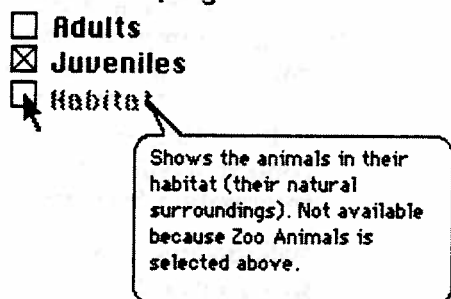 Adults
Juveniles
Habitat
Shows the animals in their
habitat (their natural
surroundings). Not available
because Zoo Animals is
selected above.